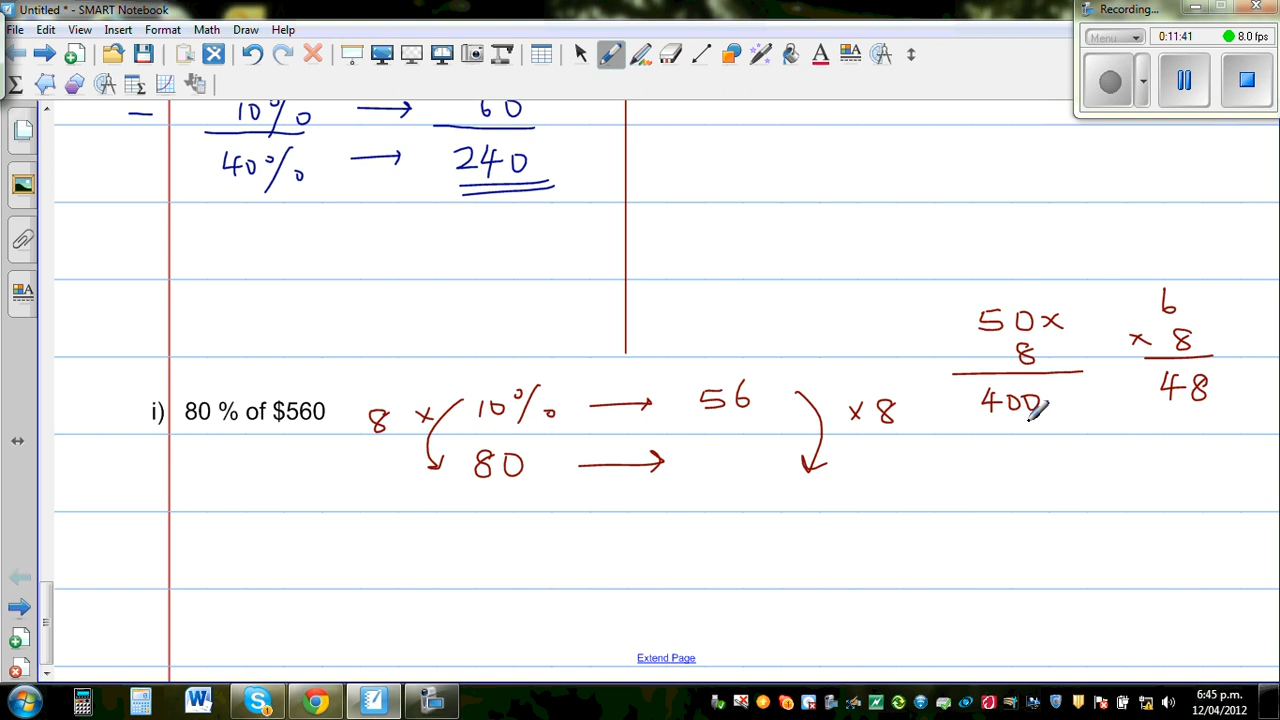 Untitled * - SMART Notebook
File Edit View Insert Format Math Draw Help
Recording...
Menu 0:11:41 8.0 fps
— 10% → 60
40% → 240
50 x
8
400
6
x 8
48
i) 80 % of $560 8 x 10% → 56 x 8
80 →
Extend Page
6:45 p.m.
12/04/2012